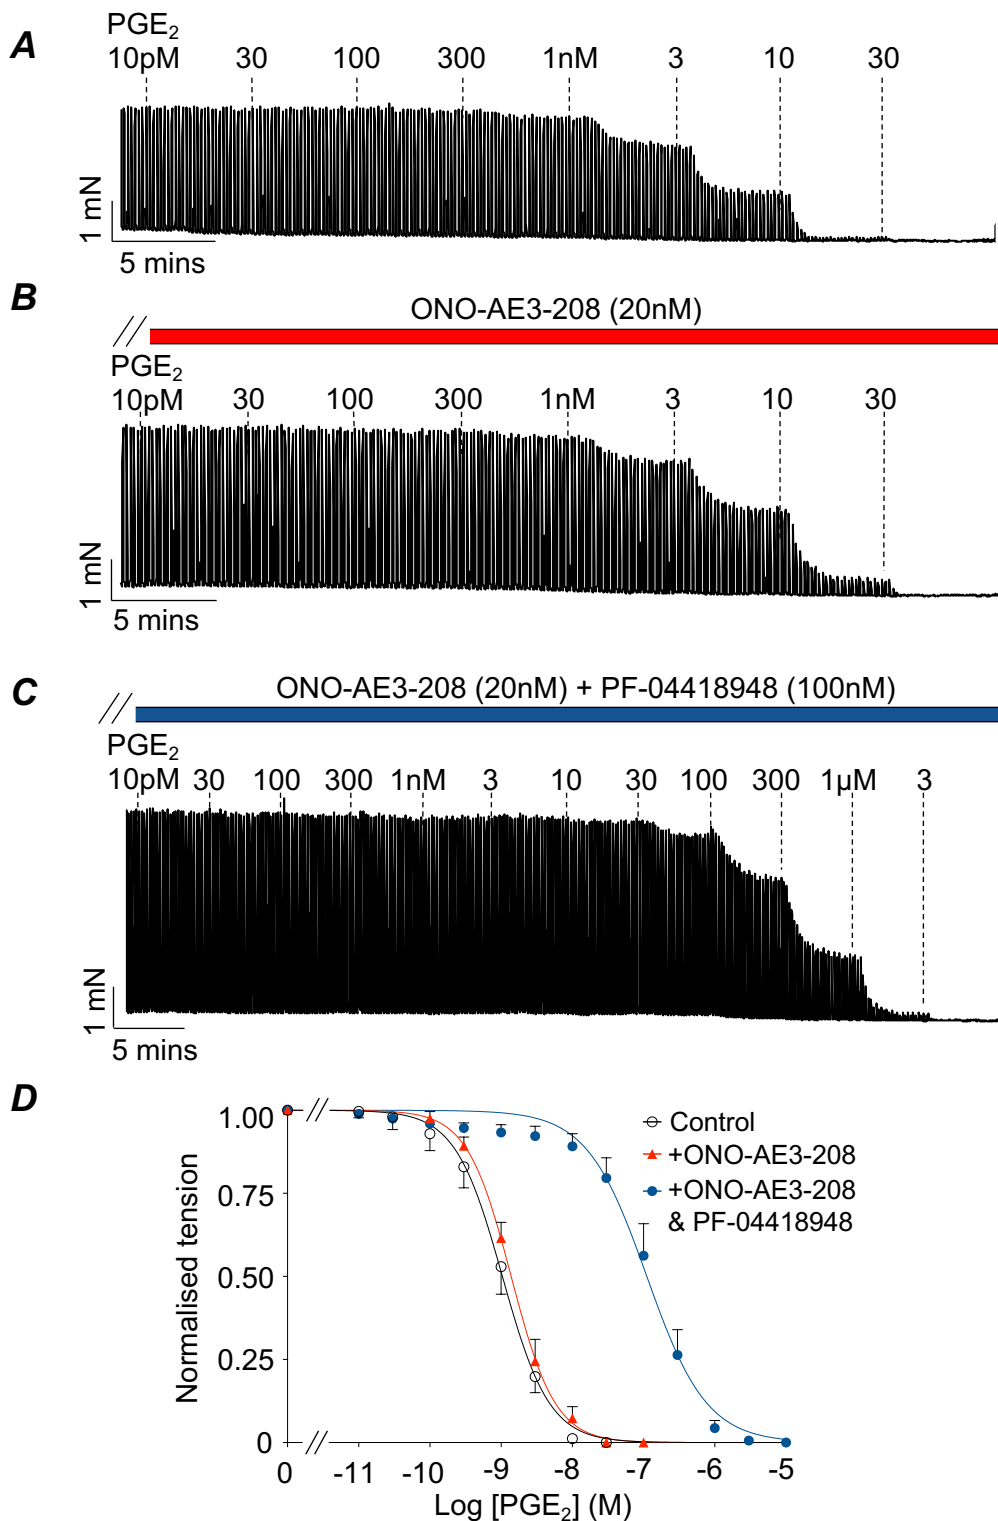 A
PGE₂
10pM 30 100 300 1nM 3 10 30
1 mN
5 mins
B
ONO-AE3-208 (20nM)
PGE₂
10pM 30 100 300 1nM 3 10 30
1 mN
5 mins
C
ONO-AE3-208 (20nM) + PF-04418948 (100nM)
PGE₂
10pM 30 100 300 1nM 3 10 30 100 300 1µM 3
1 mN
5 mins
D
Normalised tension
1.00
0.75
0.50
0.25
0
Control
+ONO-AE3-208
+ONO-AE3-208
& PF-04418948
0 -11 -10 -9 -8 -7 -6 -5
Log [PGE₂] (M)